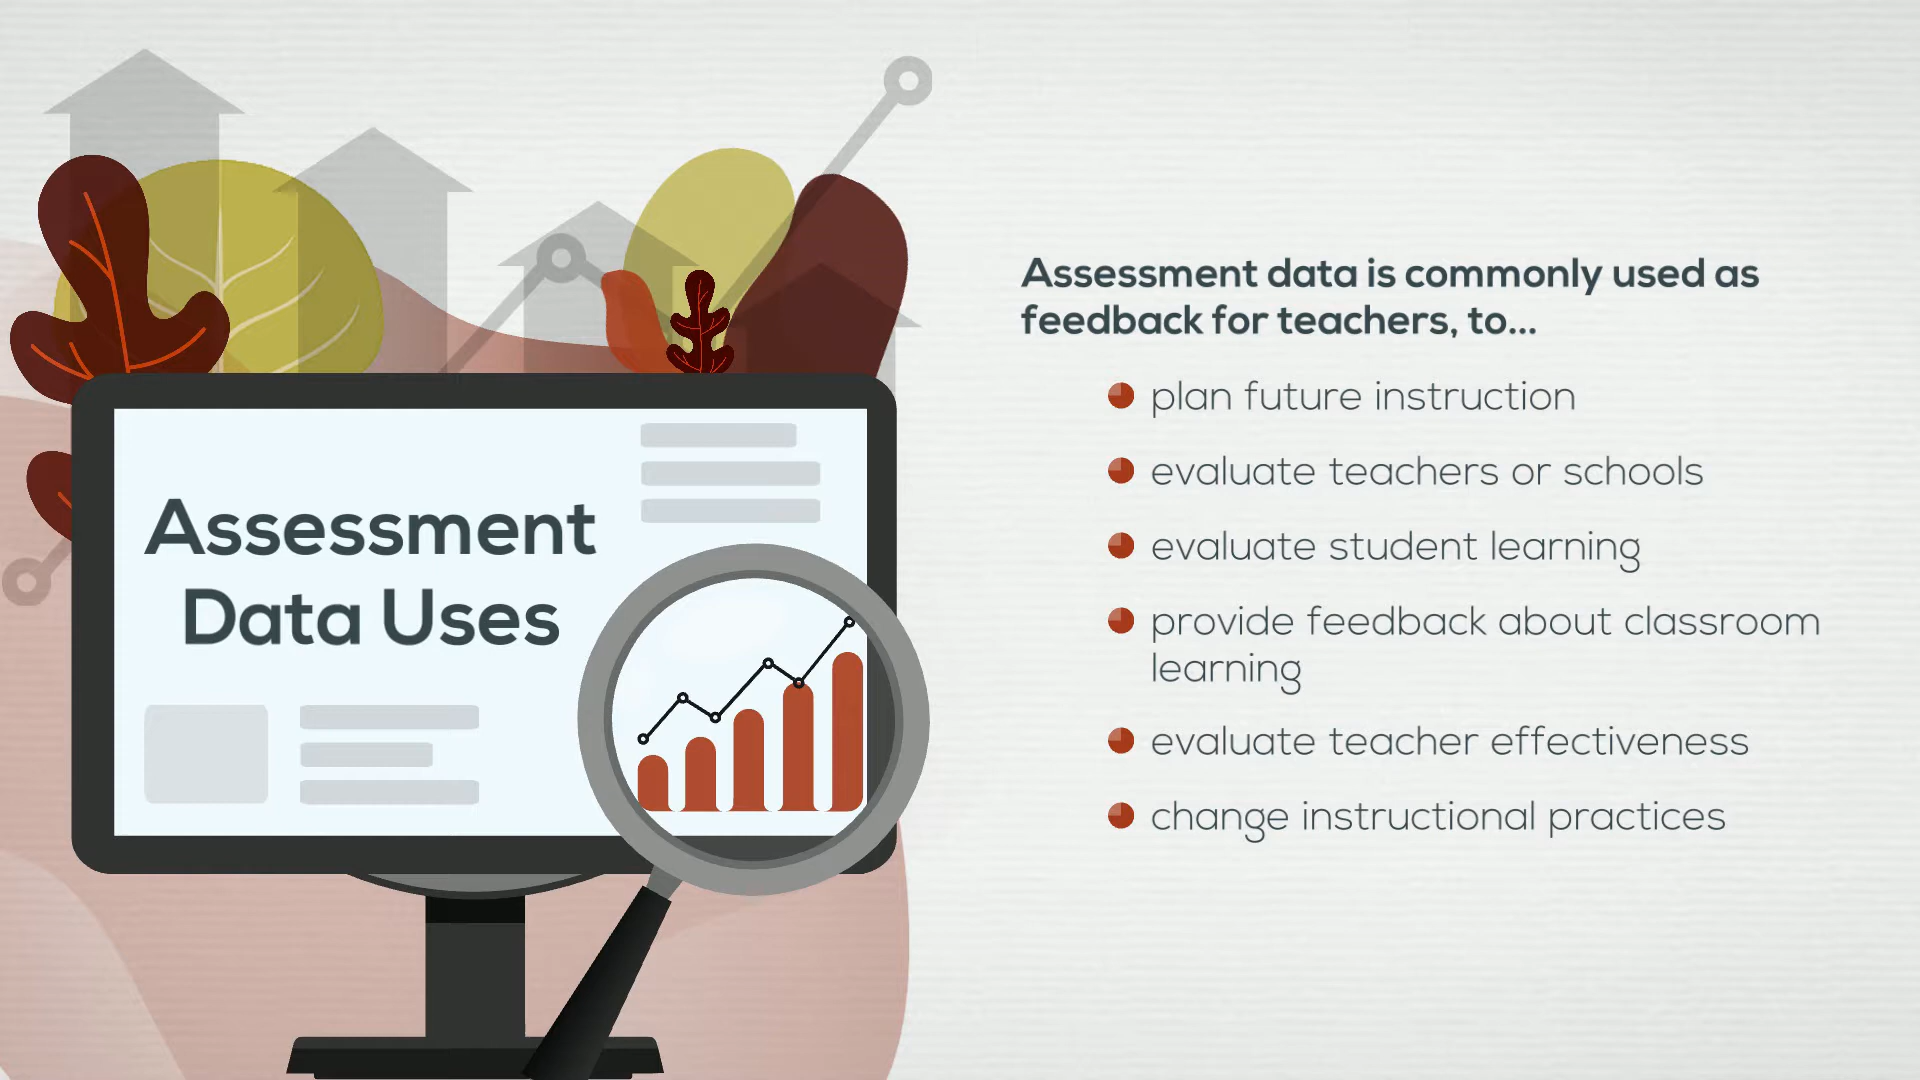 Assessment
Data Uses
Assessment data is commonly used as
feedback for teachers, to...
plan future instruction
evaluate teachers or schools
evaluate student learning
provide feedback about classroom
learning
evaluate teacher effectiveness
change instructional practices